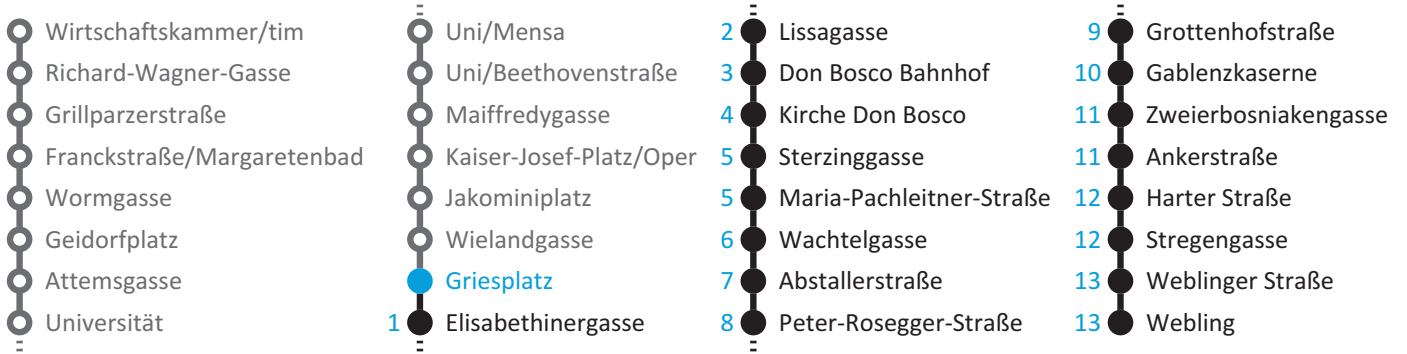 Wirtschaftskammer/tim
Richard-Wagner-Gasse
Grillparzerstraße
Franckstraße/Margaretenbad
Wormgasse
Geidorfplatz
Attemsgasse
Universität
Uni/Mensa
Uni/Beethovenstraße
Maiffredygasse
Kaiser-Josef-Platz/Oper
Jakominiplatz
Wielandgasse
Griesplatz
1 Elisabethinergasse
2 Lissagasse
3 Don Bosco Bahnhof
4 Kirche Don Bosco
5 Sterzinggasse
5 Maria-Pachleitner-Straße
6 Wachtelgasse
7 Abstallerstraße
8 Peter-Rosegger-Straße
9 Grottenhofstraße
10 Gablenzkaserne
11 Zweierbosniakengasse
11 Ankerstraße
12 Harter Straße
12 Stregengasse
13 Weblinger Straße
13 Webling